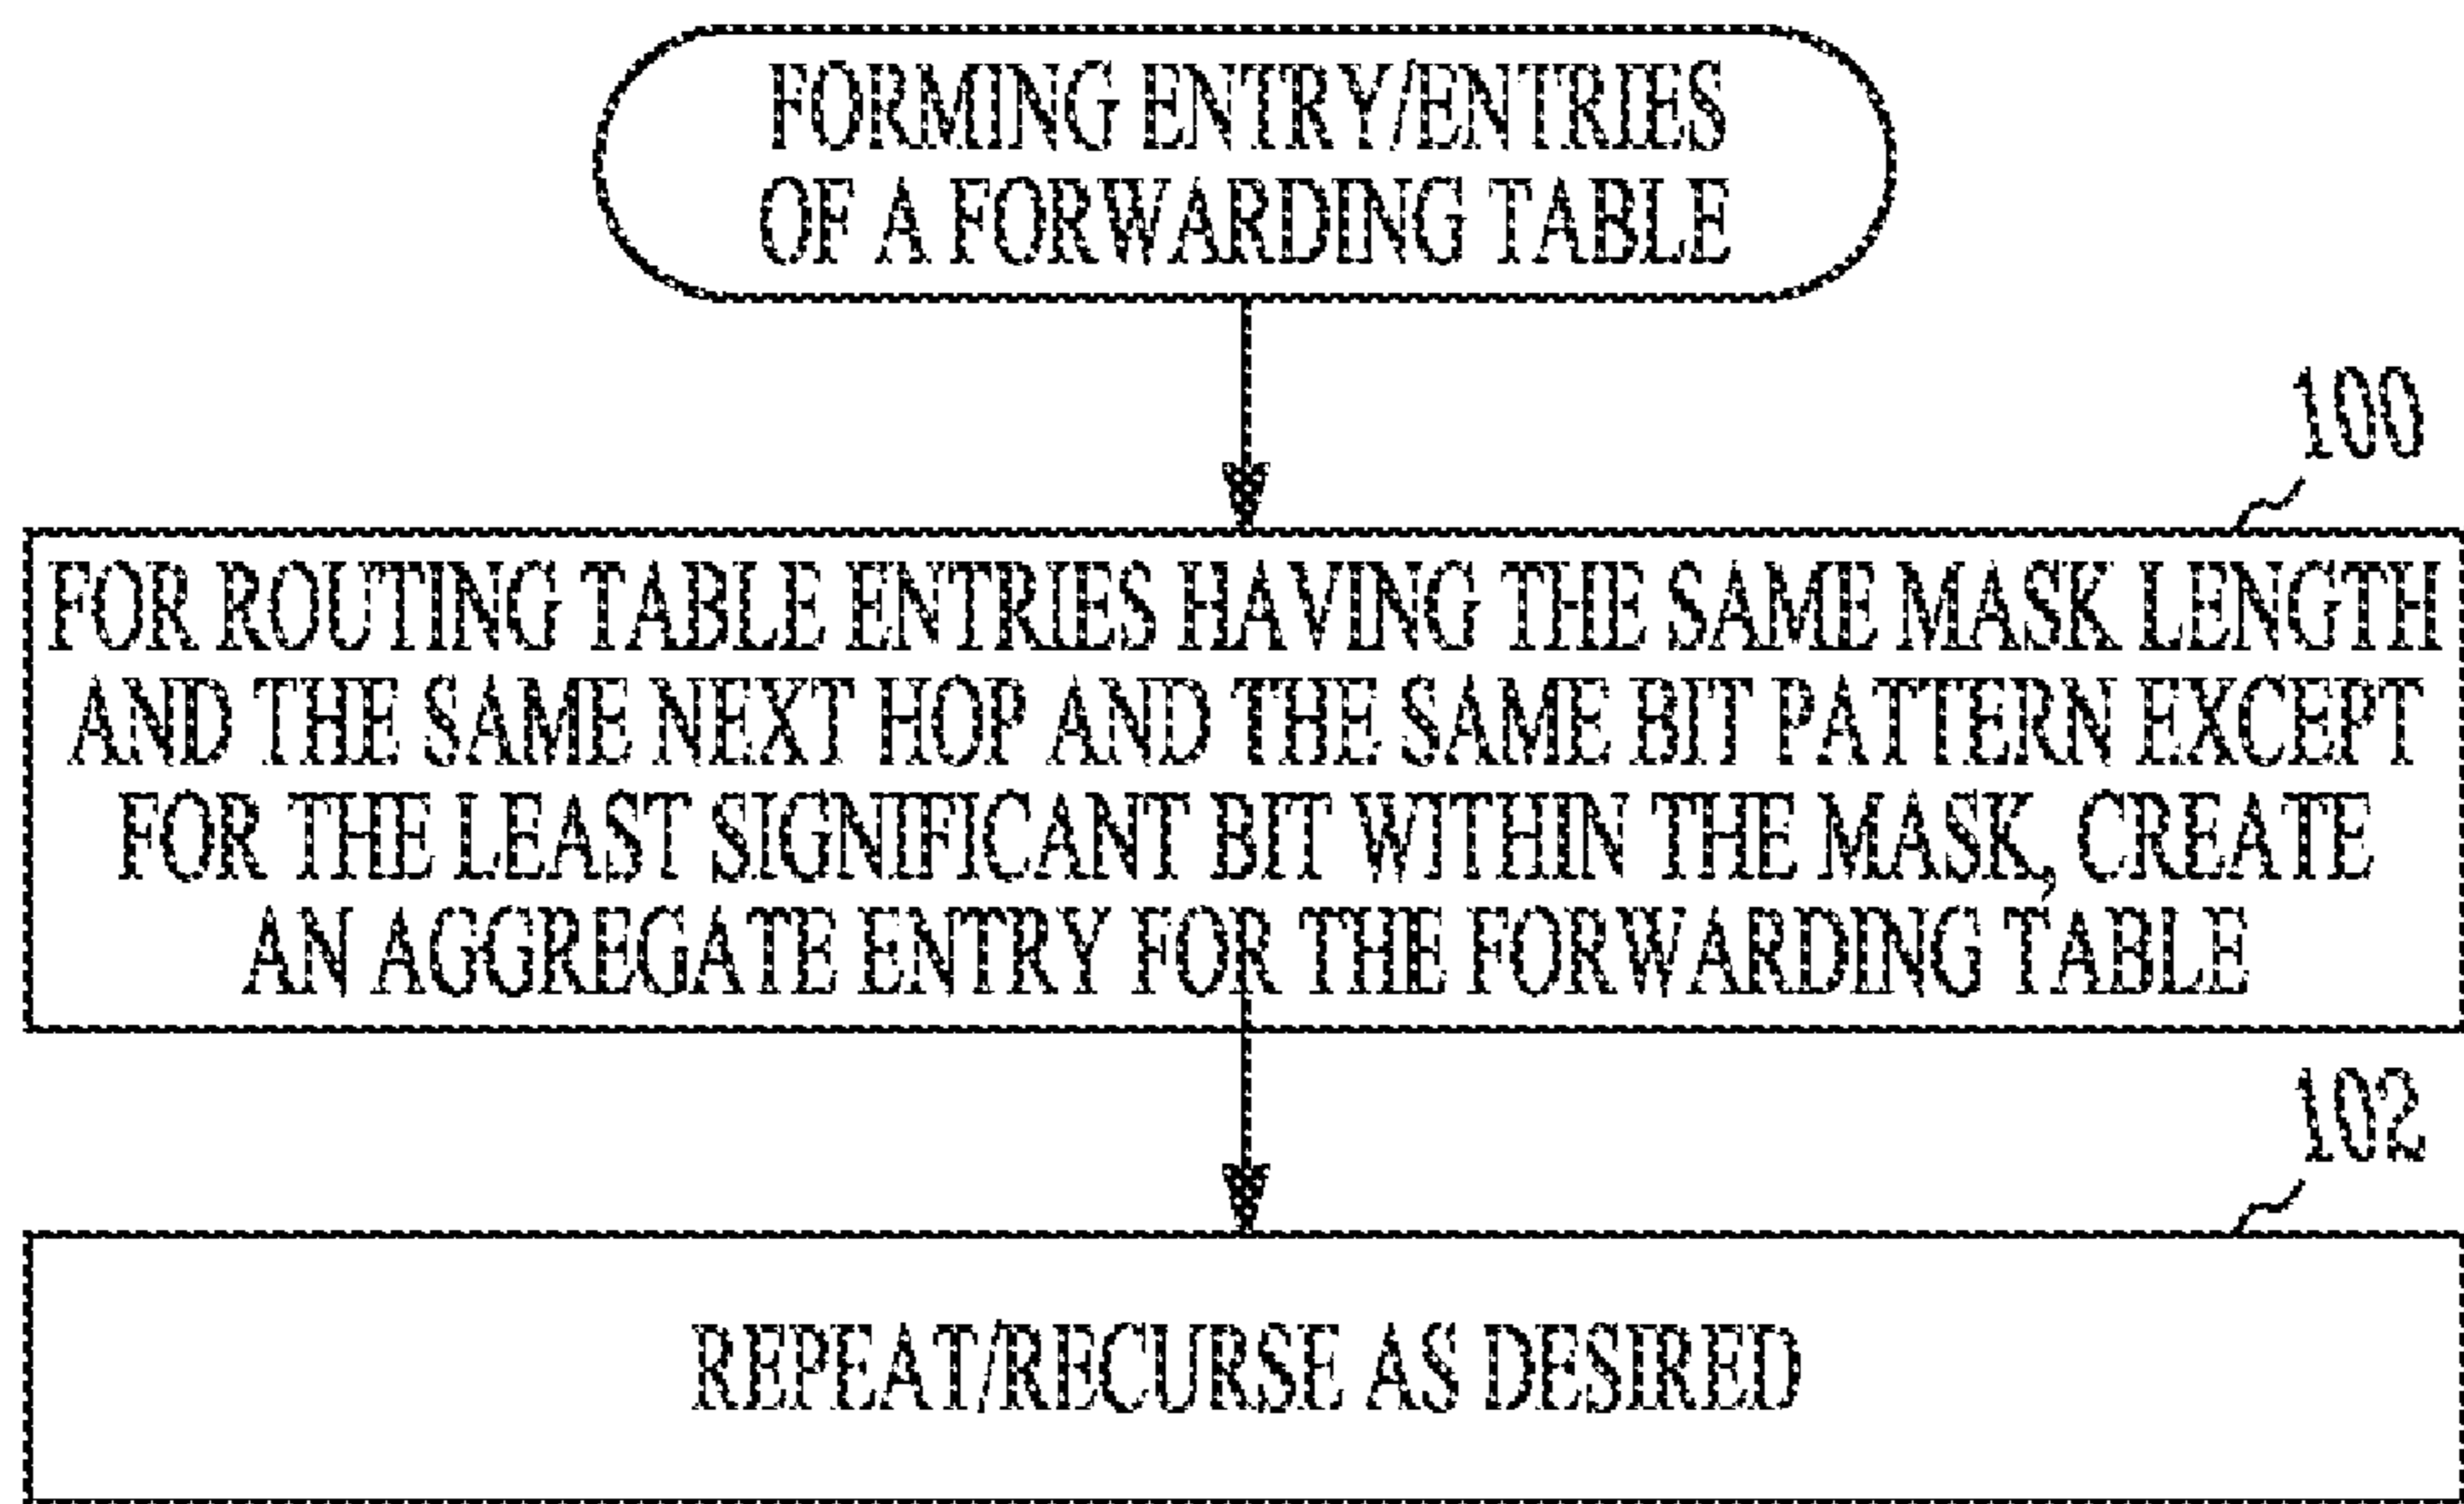 FORMING ENTRY/ENTRIES
OF A FORWARDING TABLE
100
FOR ROUTING TABLE ENTRIES HAVING THE SAME MASK LENGTH
AND THE SAME NEXT HOP AND THE SAME BIT PATTERN EXCEPT
FOR THE LEAST SIGNIFICANT BIT WITHIN THE MASK, CREATE
AN AGGREGATE ENTRY FOR THE FORWARDING TABLE
102
REPEAT/RECURSE AS DESIRED